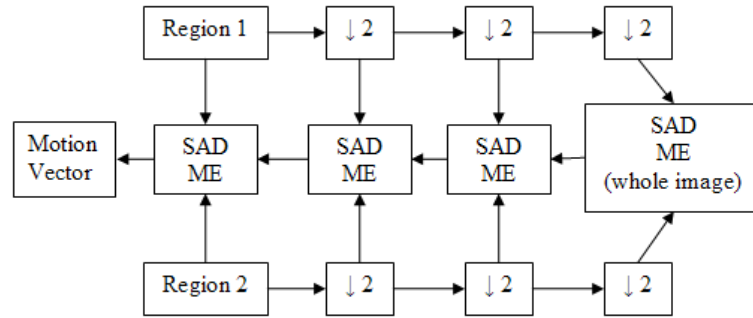 Region 1
↓ 2
↓ 2
↓ 2
Motion
Vector
SAD
ME
SAD
ME
SAD
ME
SAD
ME
(whole image)
Region 2
↓ 2
↓ 2
↓ 2